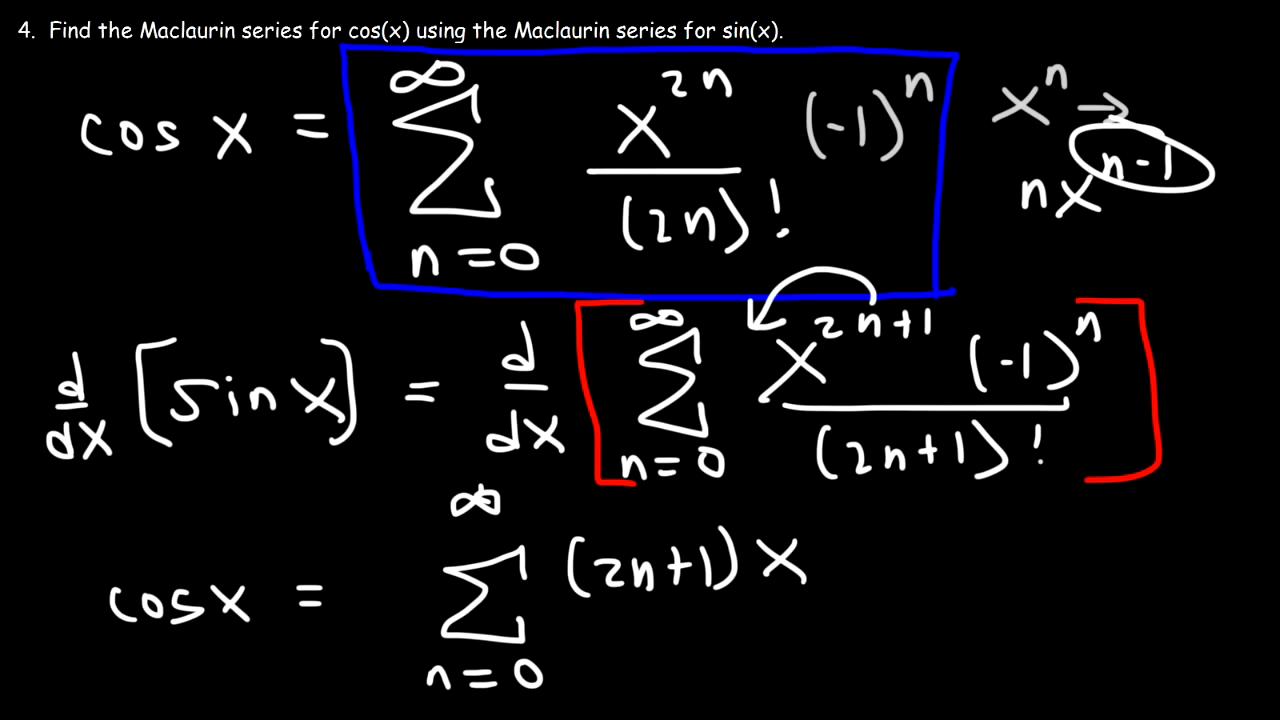 4. Find the Maclaurin series for cos(x) using the Maclaurin series for sin(x).
cos x = ∞ Σ n=0 x^2n / (2n)! (-1)^n x^n → nx^n-1
d/dx [sin x] = d/dx [∞ Σ n=0 x^2n+1 (-1)^n / (2n+1)!]
cos x = ∞ Σ n=0 (2n+1) x